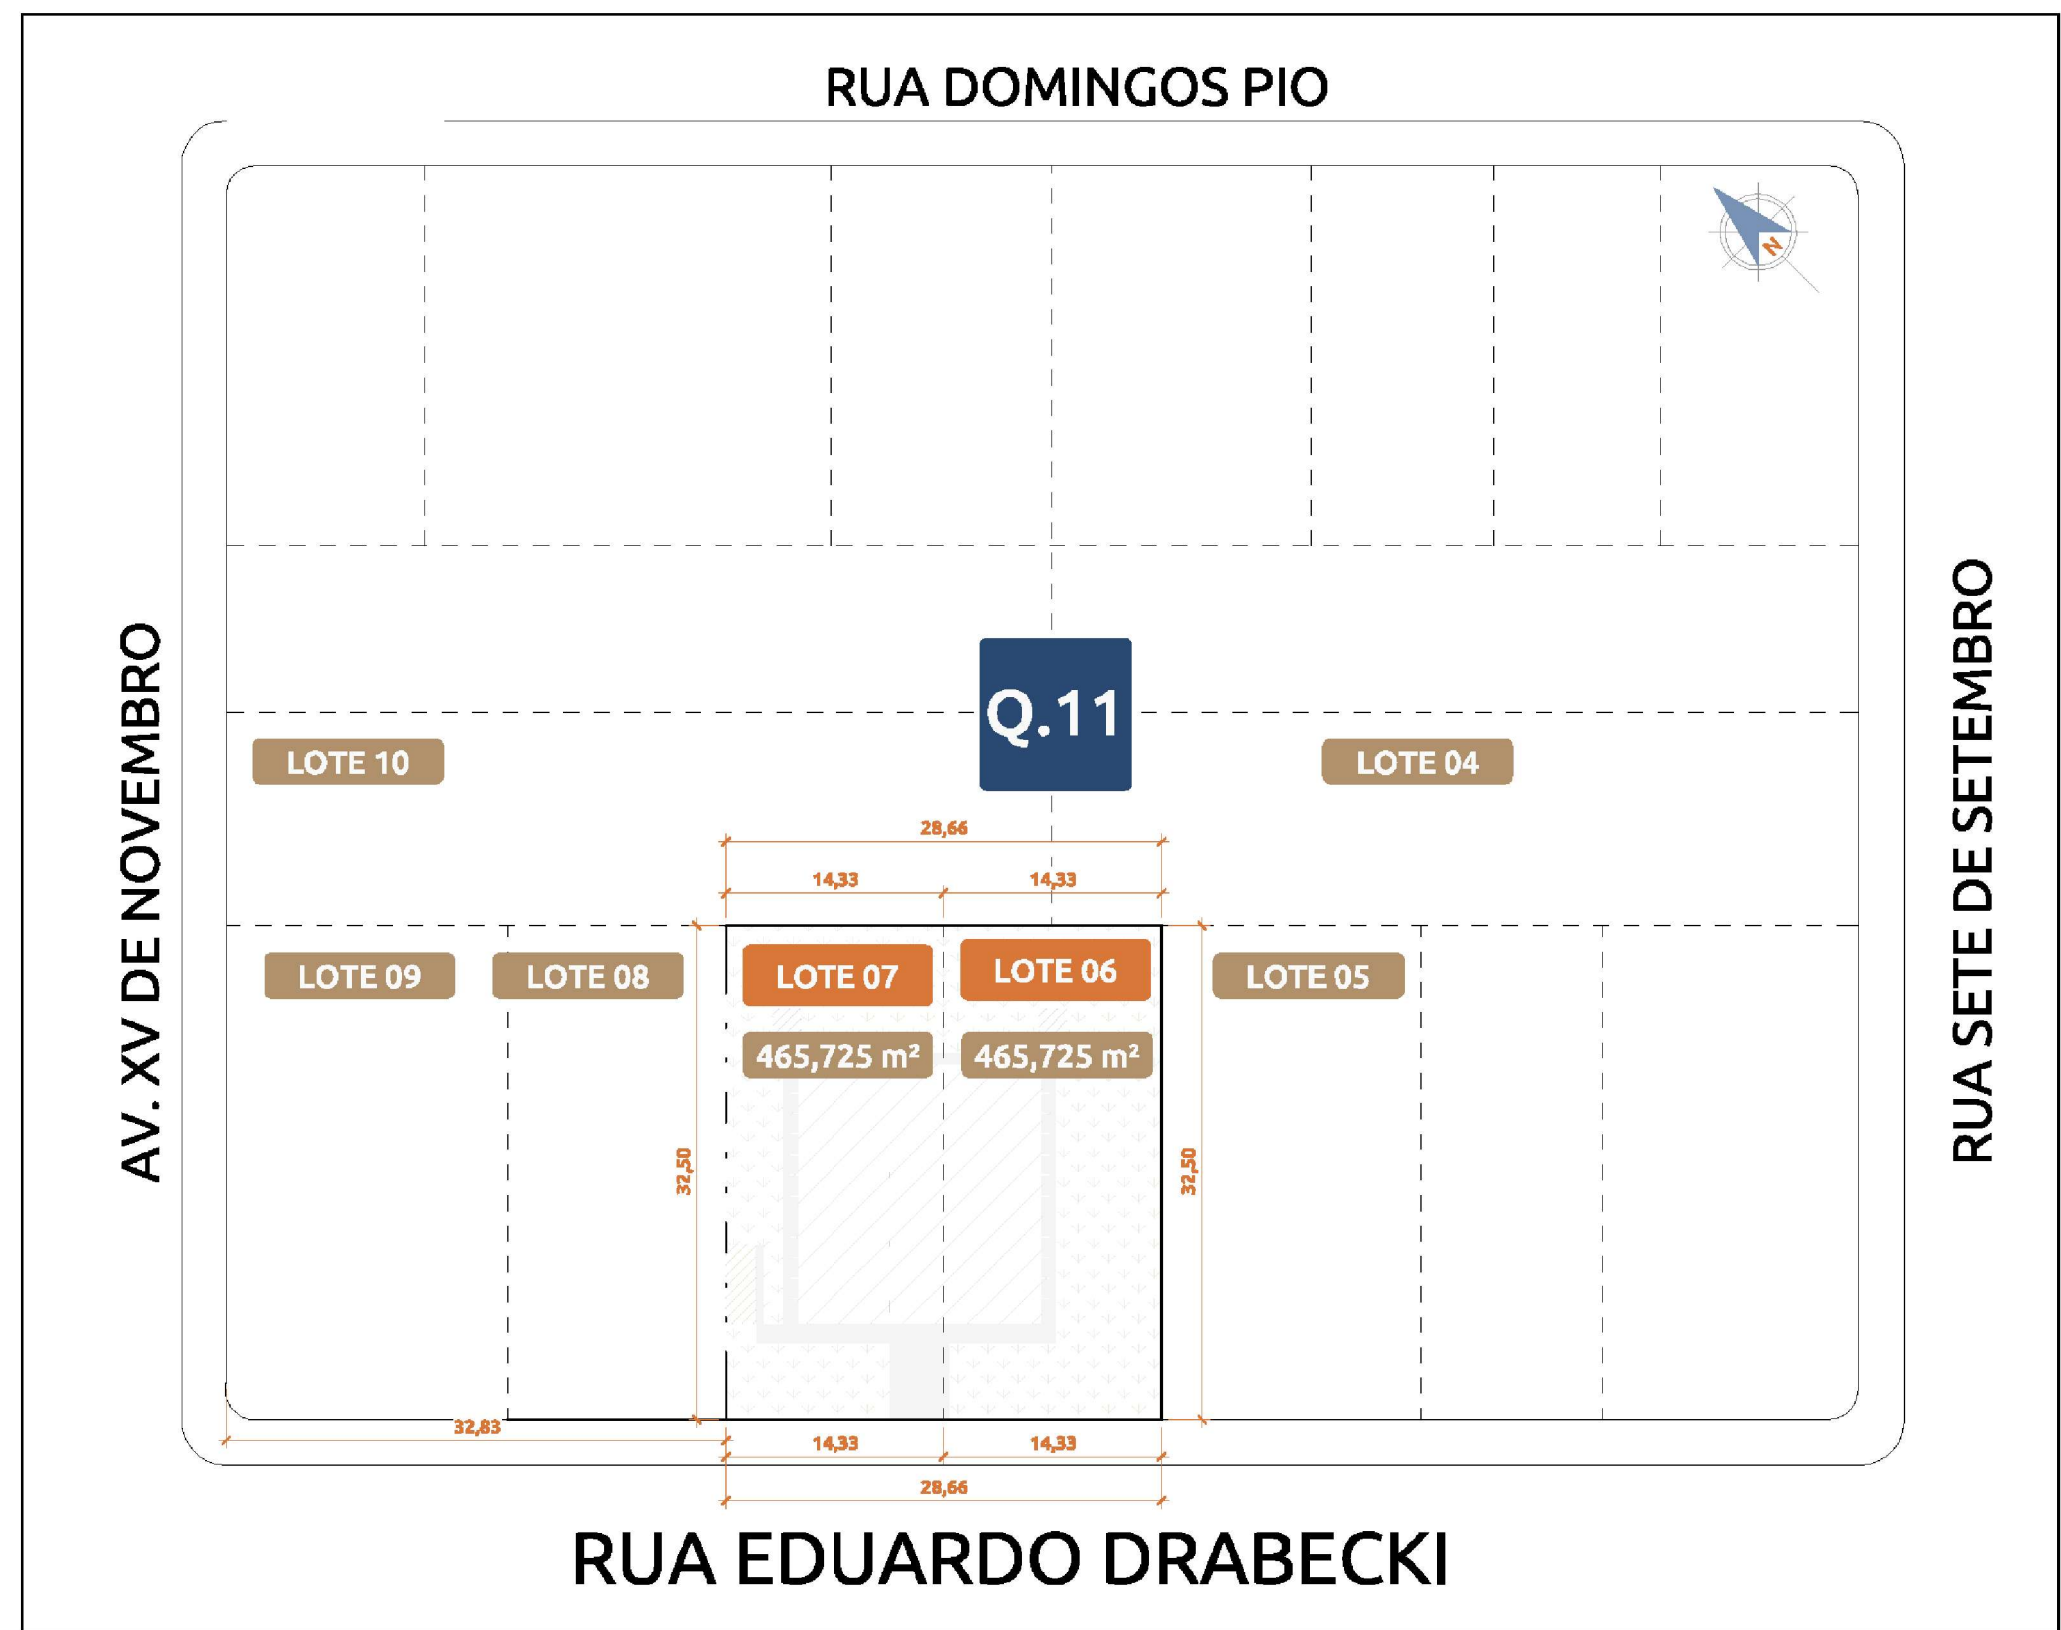 RUA DOMINGOS PIO
N
AV. XV DE NOVEMBRO
RUA SETE DE SETEMBRO
Q.11
LOTE 10
LOTE 04
28,66
14,33 14,33
LOTE 09 LOTE 08 LOTE 07 LOTE 06 LOTE 05
465,725 m² 465,725 m²
32,50 32,50
32,83
14,33 14,33
28,66
RUA EDUARDO DRABECKI